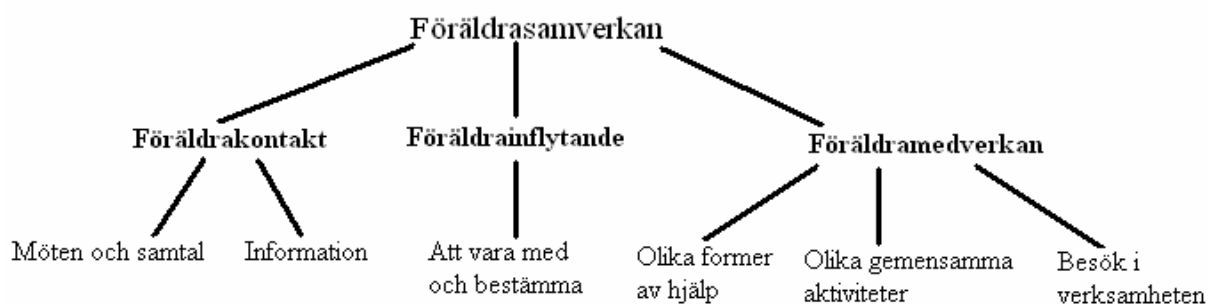 Föräldrasamverkan
Föräldrakontakt
Föräldrainflytande
Föräldramedverkan
Möten och samtal
Information
Att vara med
och bestämma
Olika former
av hjälp
Olika gemensamma
aktiviteter
Besök i
verksamheten